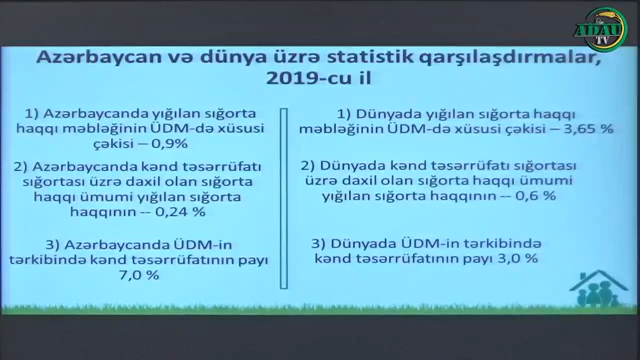 ADAU
TV
Azərbaycan və dünya üzrə statistik qarşılaşdırmalar,
2019-cu il
1) Azərbaycanda yığılan sığorta
haqqı məbləğinin ÜDM-də xüsusi
çəkisi – 0,9%
2) Azərbaycanda kənd təsərrüfatı
sığortası üzrə daxil olan sığorta
haqqı ümumi yığılan sığorta
haqqının -- 0,24 %
3) Azərbaycanda ÜDM-in
tərkibində kənd təsərrüfatının payı
7,0 %
1) Dünyada yığılan sığorta haqqı
məbləğinin ÜDM-də xüsusi çəkisi – 3,65 %
2) Dünyada kənd təsərrüfatı sığortası
üzrə daxil olan sığorta haqqı ümumi
yığılan sığorta haqqının -- 0,6 %
3) Dünyada ÜDM-in tərkibində
kənd təsərrüfatının payı 3,0 %